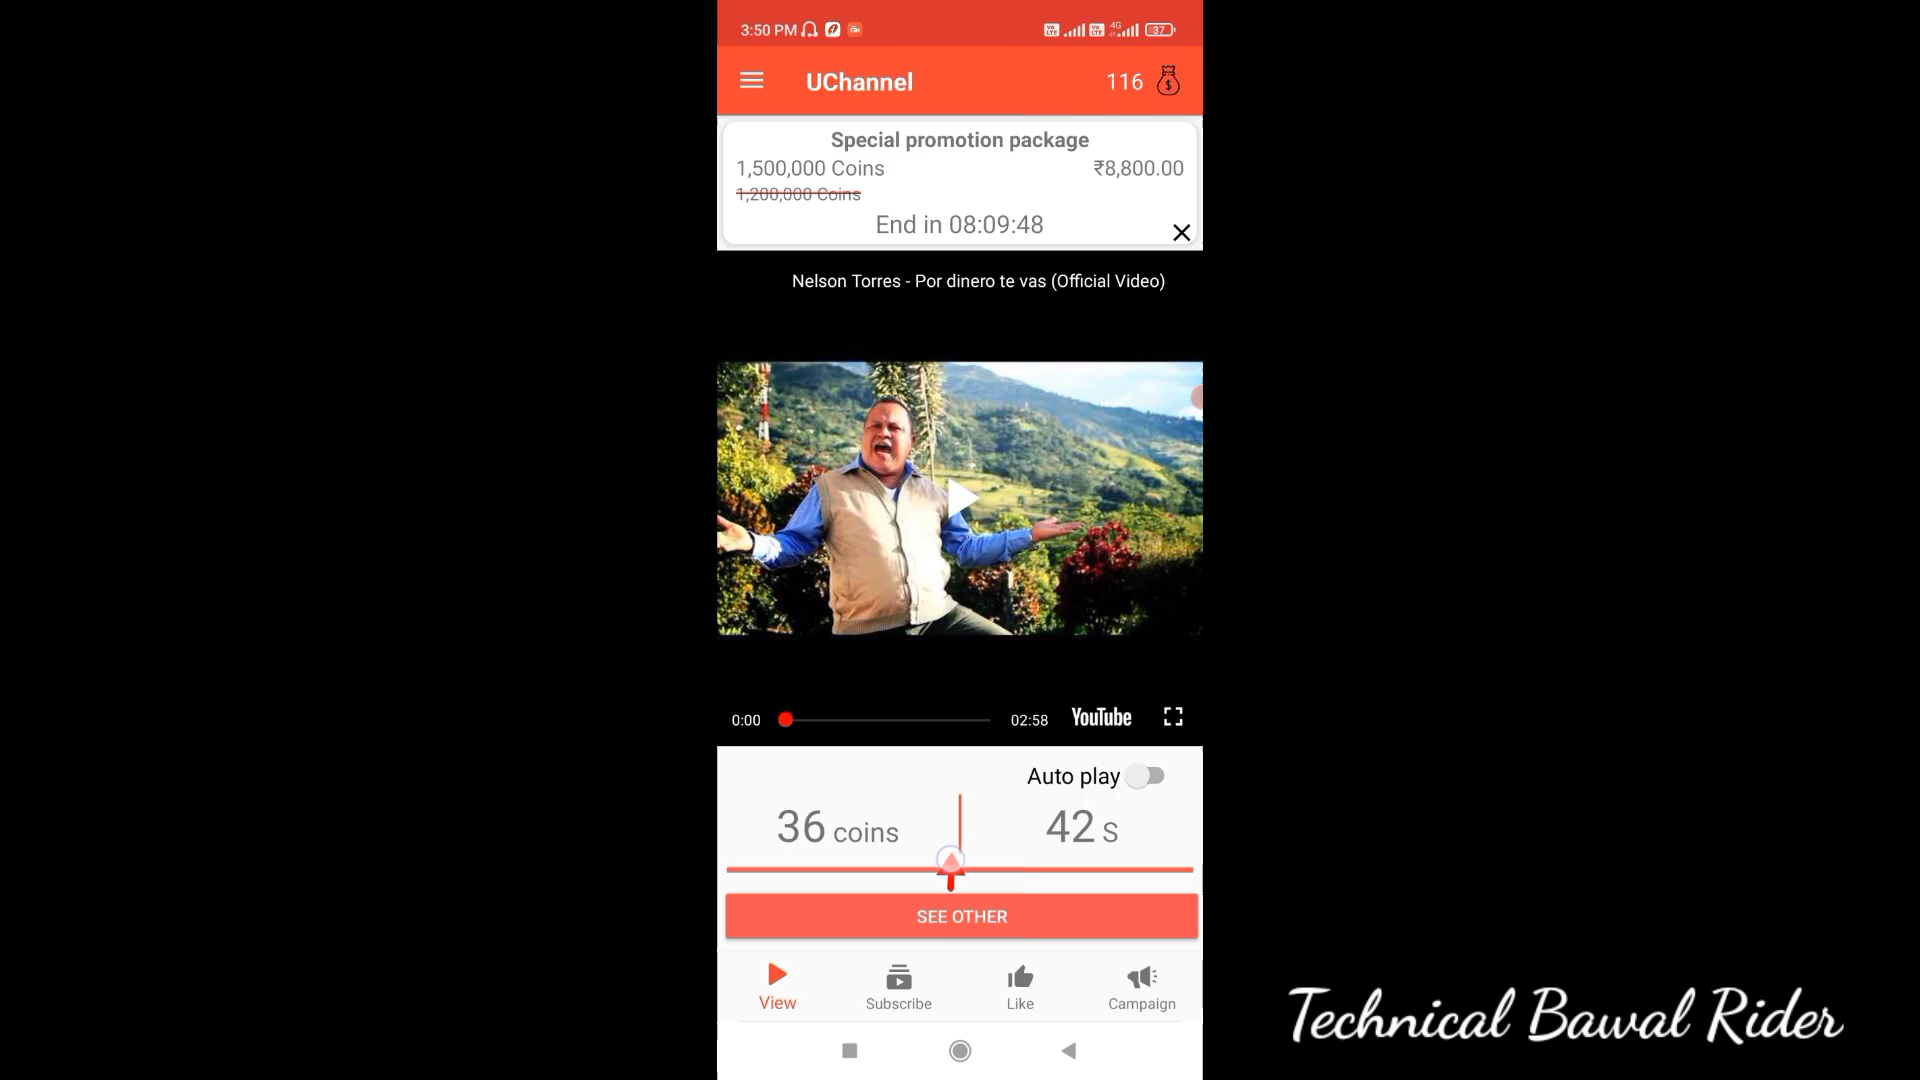 3:50 PM
4G
37
UChannel
116
Special promotion package
1,500,000 Coins
₹8,800.00
1,200,000 Coins
End in 08:09:48
Nelson Torres - Por dinero te vas (Official Video)
0:00
02:58
YouTube
Auto play
36 coins
42 S
SEE OTHER
View
Subscribe
Like
Campaign
Technical Bawal Rider